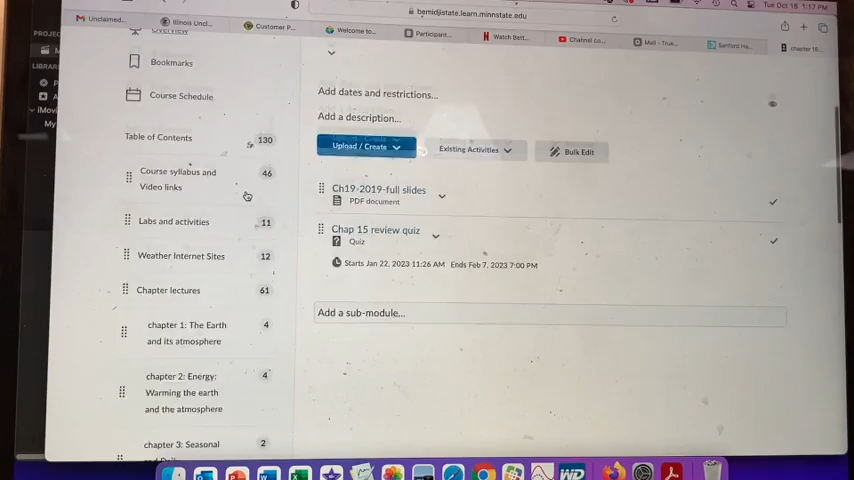 Tue Oct 18 1:17 PM
bemidjistate.learn.minnstate.edu
Unclaimed...
Illinois Uncl...
Customer P...
Welcome to...
Participant...
Watch Bett...
Channel co...
Mail - True...
Sanford He...
chapter 15...
PROJE
LIBRAR
iMovi
My
Overview
Bookmarks
Course Schedule
Table of Contents 130
Course syllabus and 46
Video links
Labs and activities 11
Weather Internet Sites 12
Chapter lectures 61
chapter 1: The Earth 4
and its atmosphere
chapter 2: Energy: 4
Warming the earth
and the atmosphere
chapter 3: Seasonal 2
Add dates and restrictions...
Add a description...
Upload / Create
Existing Activities
Bulk Edit
Ch19-2019-full slides
PDF document
Chap 15 review quiz
Quiz
Starts Jan 22, 2023 11:26 AM Ends Feb 7, 2023 7:00 PM
Add a sub-module...